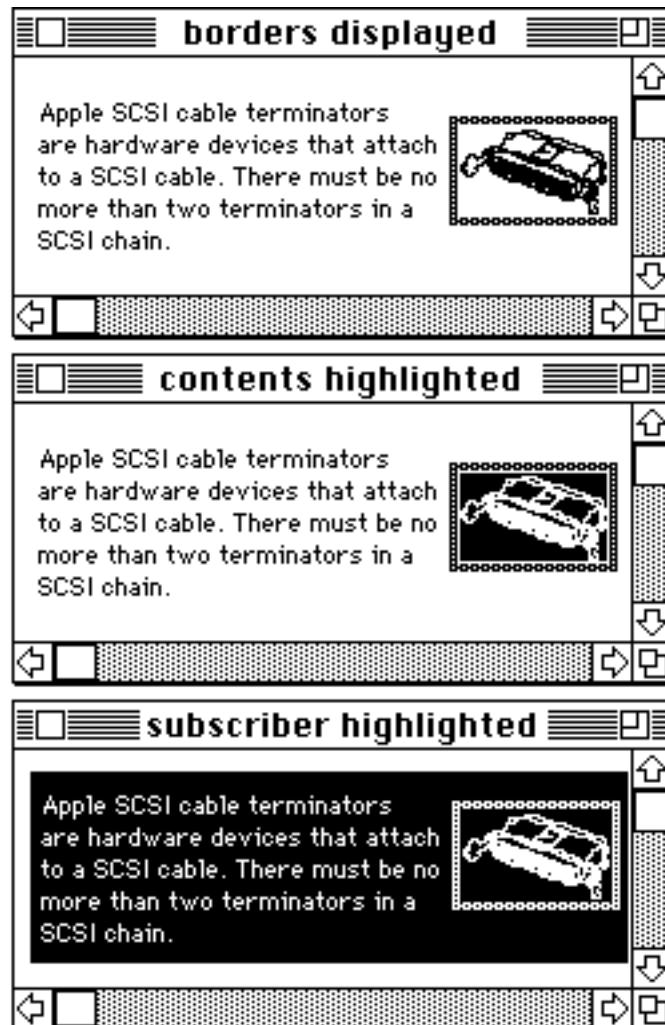 borders displayed
Apple SCSI cable terminators
are hardware devices that attach
to a SCSI cable. There must be no
more than two terminators in a
SCSI chain.
contents highlighted
Apple SCSI cable terminators
are hardware devices that attach
to a SCSI cable. There must be no
more than two terminators in a
SCSI chain.
subscriber highlighted
Apple SCSI cable terminators
are hardware devices that attach
to a SCSI cable. There must be no
more than two terminators in a
SCSI chain.